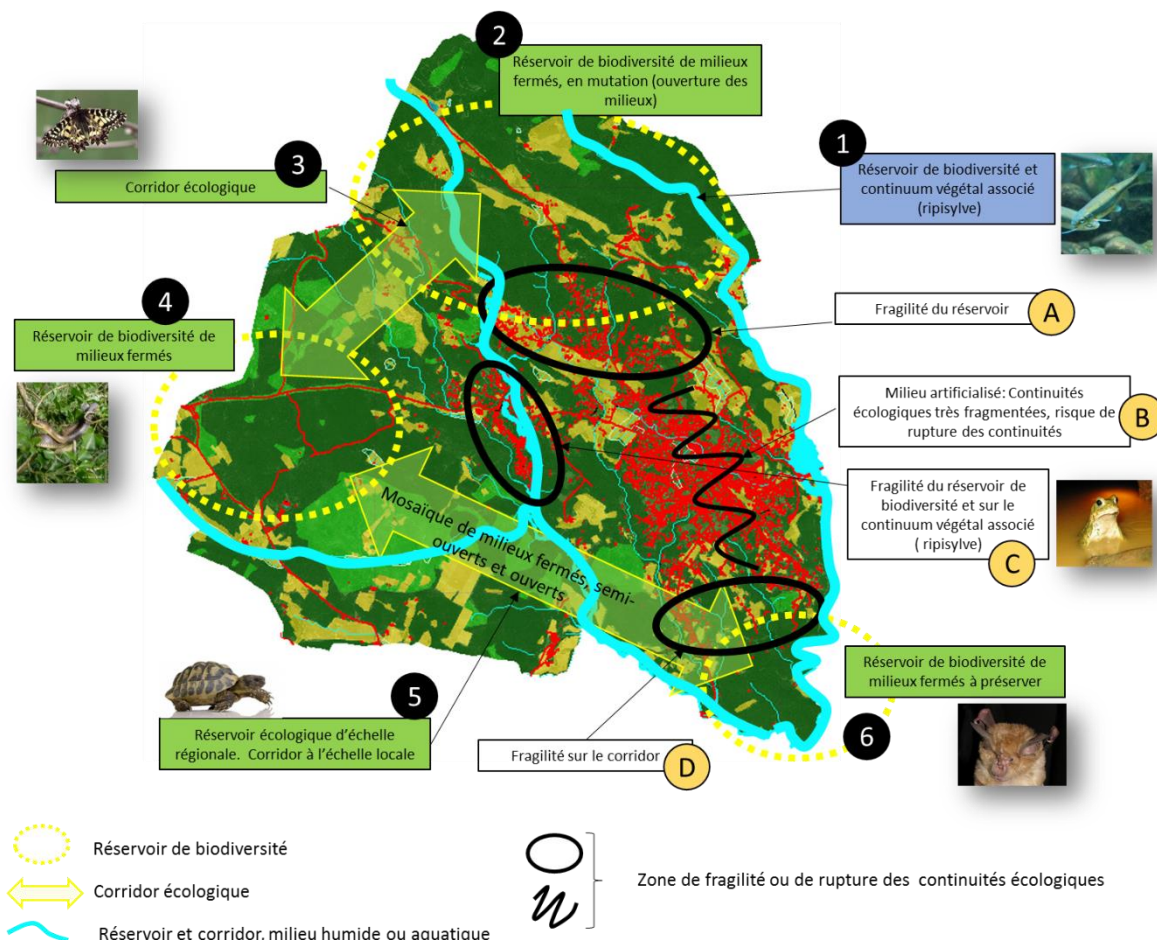 2
Réservoir de biodiversité de milieux
fermés, en mutation (ouverture des
milieux)
1
Réservoir de biodiversité et
continuum végétal associé
(ripisylve)
3
Corridor écologique
4
Réservoir de biodiversité de
milieux fermés
Fragilité du réservoir
A
Milieu artificialisé: Continuités
écologiques très fragmentées, risque de
rupture des continuités
B
Fragilité du réservoir de
biodiversité et sur le
continuum végétal associé
( ripisylve)
C
Mosaique de milieux fermés, semi-
ouverts et ouverts
Réservoir de biodiversité de
milieux fermés à préserver
6
5
Réservoir écologique d'échelle
régionale. Corridor à l'échelle locale
Fragilité sur le corridor
D
Réservoir de biodiversité
Corridor écologique
Réservoir et corridor, milieu humide ou aquatique
Zone de fragilité ou de rupture des continuités écologiques